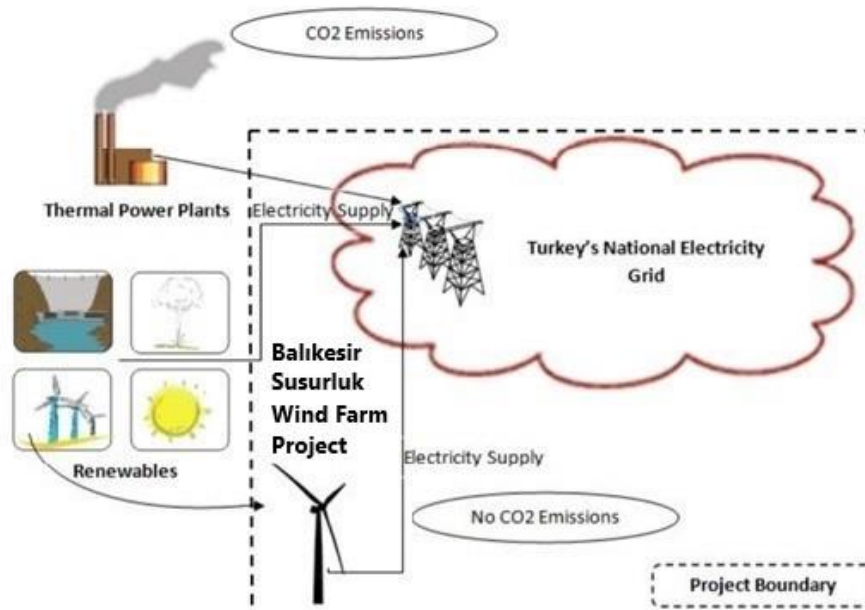 CO2 Emissions
Thermal Power Plants
Electricity Supply
Turkey's National Electricity
Grid
Balıkesir
Susurluk
Wind Farm
Project
Renewables
Electricity Supply
No CO2 Emissions
Project Boundary